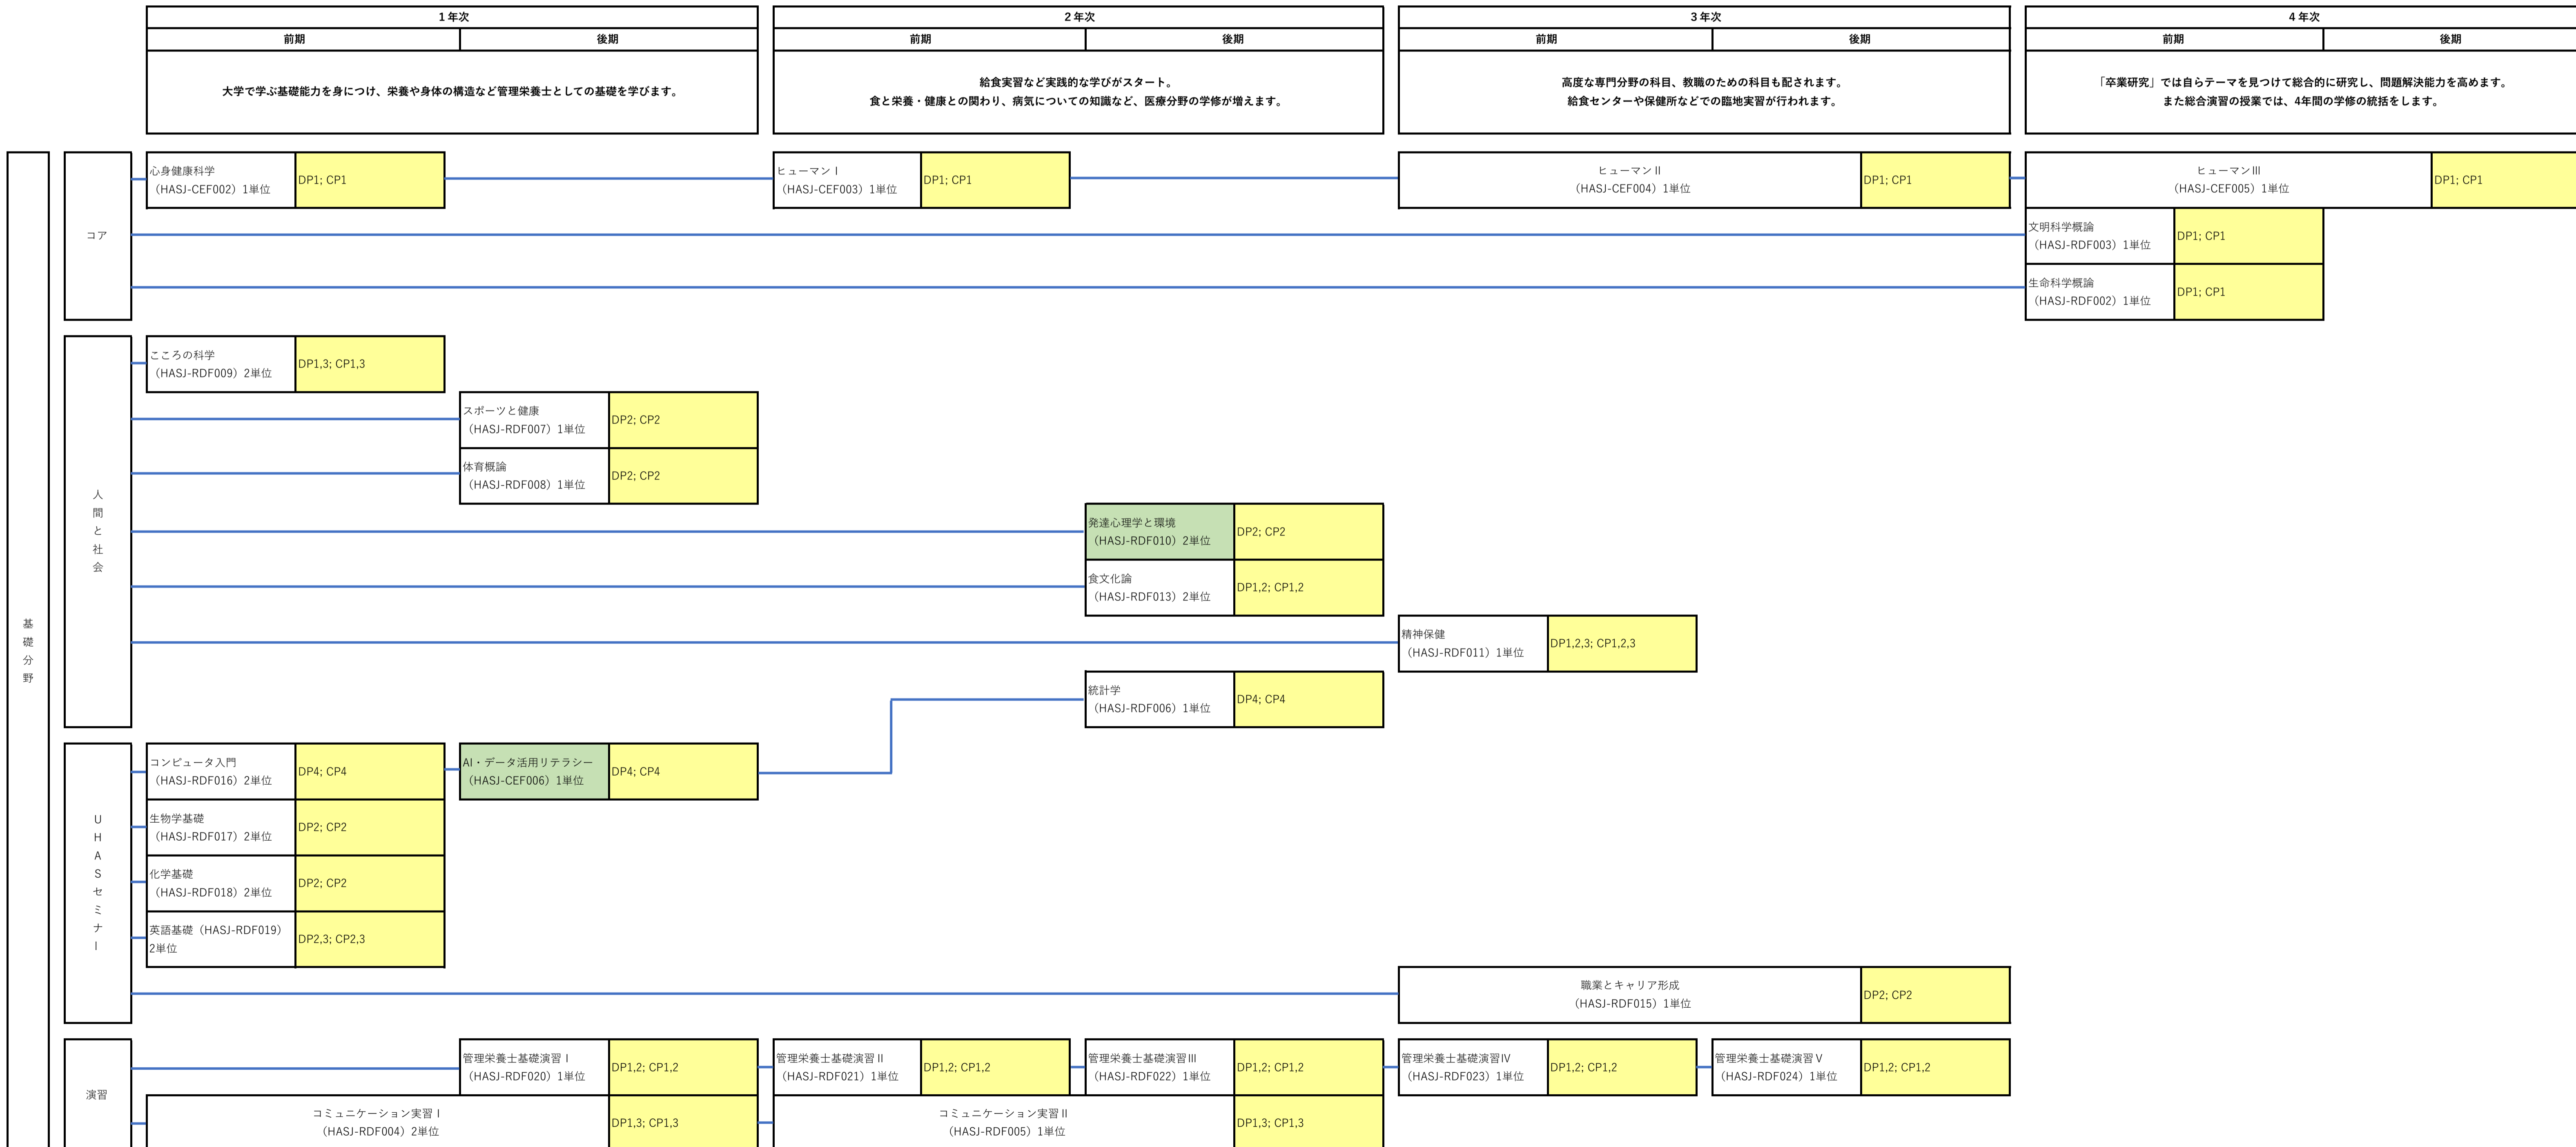 1年次
2年次
3年次
4年次
前期
後期
前期
後期
前期
後期
前期
後期
大学で学ぶ基礎能力を身につけ、栄養や身体の構造など管理栄養士としての基礎を学びます。
給食実習など実践的な学びがスタート。
食と栄養・健康との関わり、病気についての知識など、医療分野の学修が増えます。
高度な専門分野の科目、教職のための科目も配されます。
給食センターや保健所などでの臨地実習が行われます。
「卒業研究」では自らテーマを見つけて総合的に研究し、問題解決能力を高めます。
また総合演習の授業では、4年間の学修の統括をします。
基礎分野
コア
心身健康科学
（HASJ-CEF002）1単位
DP1; CP1
ヒューマンⅠ
（HASJ-CEF003）1単位
DP1; CP1
ヒューマンⅡ
（HASJ-CEF004）1単位
DP1; CP1
ヒューマンⅢ
（HASJ-CEF005）1単位
DP1; CP1
文明科学概論
（HASJ-RDF003）1単位
DP1; CP1
生命科学概論
（HASJ-RDF002）1単位
DP1; CP1
人間と社会
こころの科学
（HASJ-RDF009）2単位
DP1,3; CP1,3
スポーツと健康
（HASJ-RDF007）1単位
DP2; CP2
体育概論
（HASJ-RDF008）1単位
DP2; CP2
発達心理学と環境
（HASJ-RDF010）2単位
DP2; CP2
食文化論
（HASJ-RDF013）2単位
DP1,2; CP1,2
精神保健
（HASJ-RDF011）1単位
DP1,2,3; CP1,2,3
統計学
（HASJ-RDF006）1単位
DP4; CP4
UHASセミナー
コンピュータ入門
（HASJ-RDF016）2単位
DP4; CP4
AI・データ活用リテラシー
（HASJ-CEF006）1単位
DP4; CP4
生物学基礎
（HASJ-RDF017）2単位
DP2; CP2
化学基礎
（HASJ-RDF018）2単位
DP2; CP2
英語基礎（HASJ-RDF019）
2単位
DP2,3; CP2,3
職業とキャリア形成
（HASJ-RDF015）1単位
DP2; CP2
演習
管理栄養士基礎演習Ⅰ
（HASJ-RDF020）1単位
DP1,2; CP1,2
管理栄養士基礎演習Ⅱ
（HASJ-RDF021）1単位
DP1,2; CP1,2
管理栄養士基礎演習Ⅲ
（HASJ-RDF022）1単位
DP1,2; CP1,2
管理栄養士基礎演習Ⅳ
（HASJ-RDF023）1単位
DP1,2; CP1,2
管理栄養士基礎演習Ⅴ
（HASJ-RDF024）1単位
DP1,2; CP1,2
コミュニケーション実習Ⅰ
（HASJ-RDF004）2単位
DP1,3; CP1,3
コミュニケーション実習Ⅱ
（HASJ-RDF005）1単位
DP1,3; CP1,3